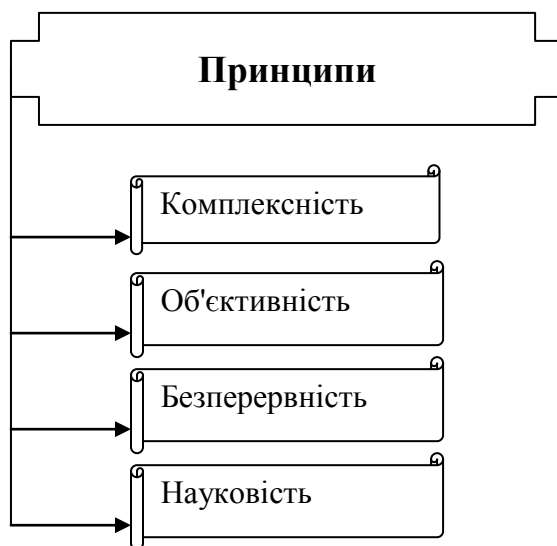 Принципи
Комплексність
Об'єктивність
Безперервність
Науковість